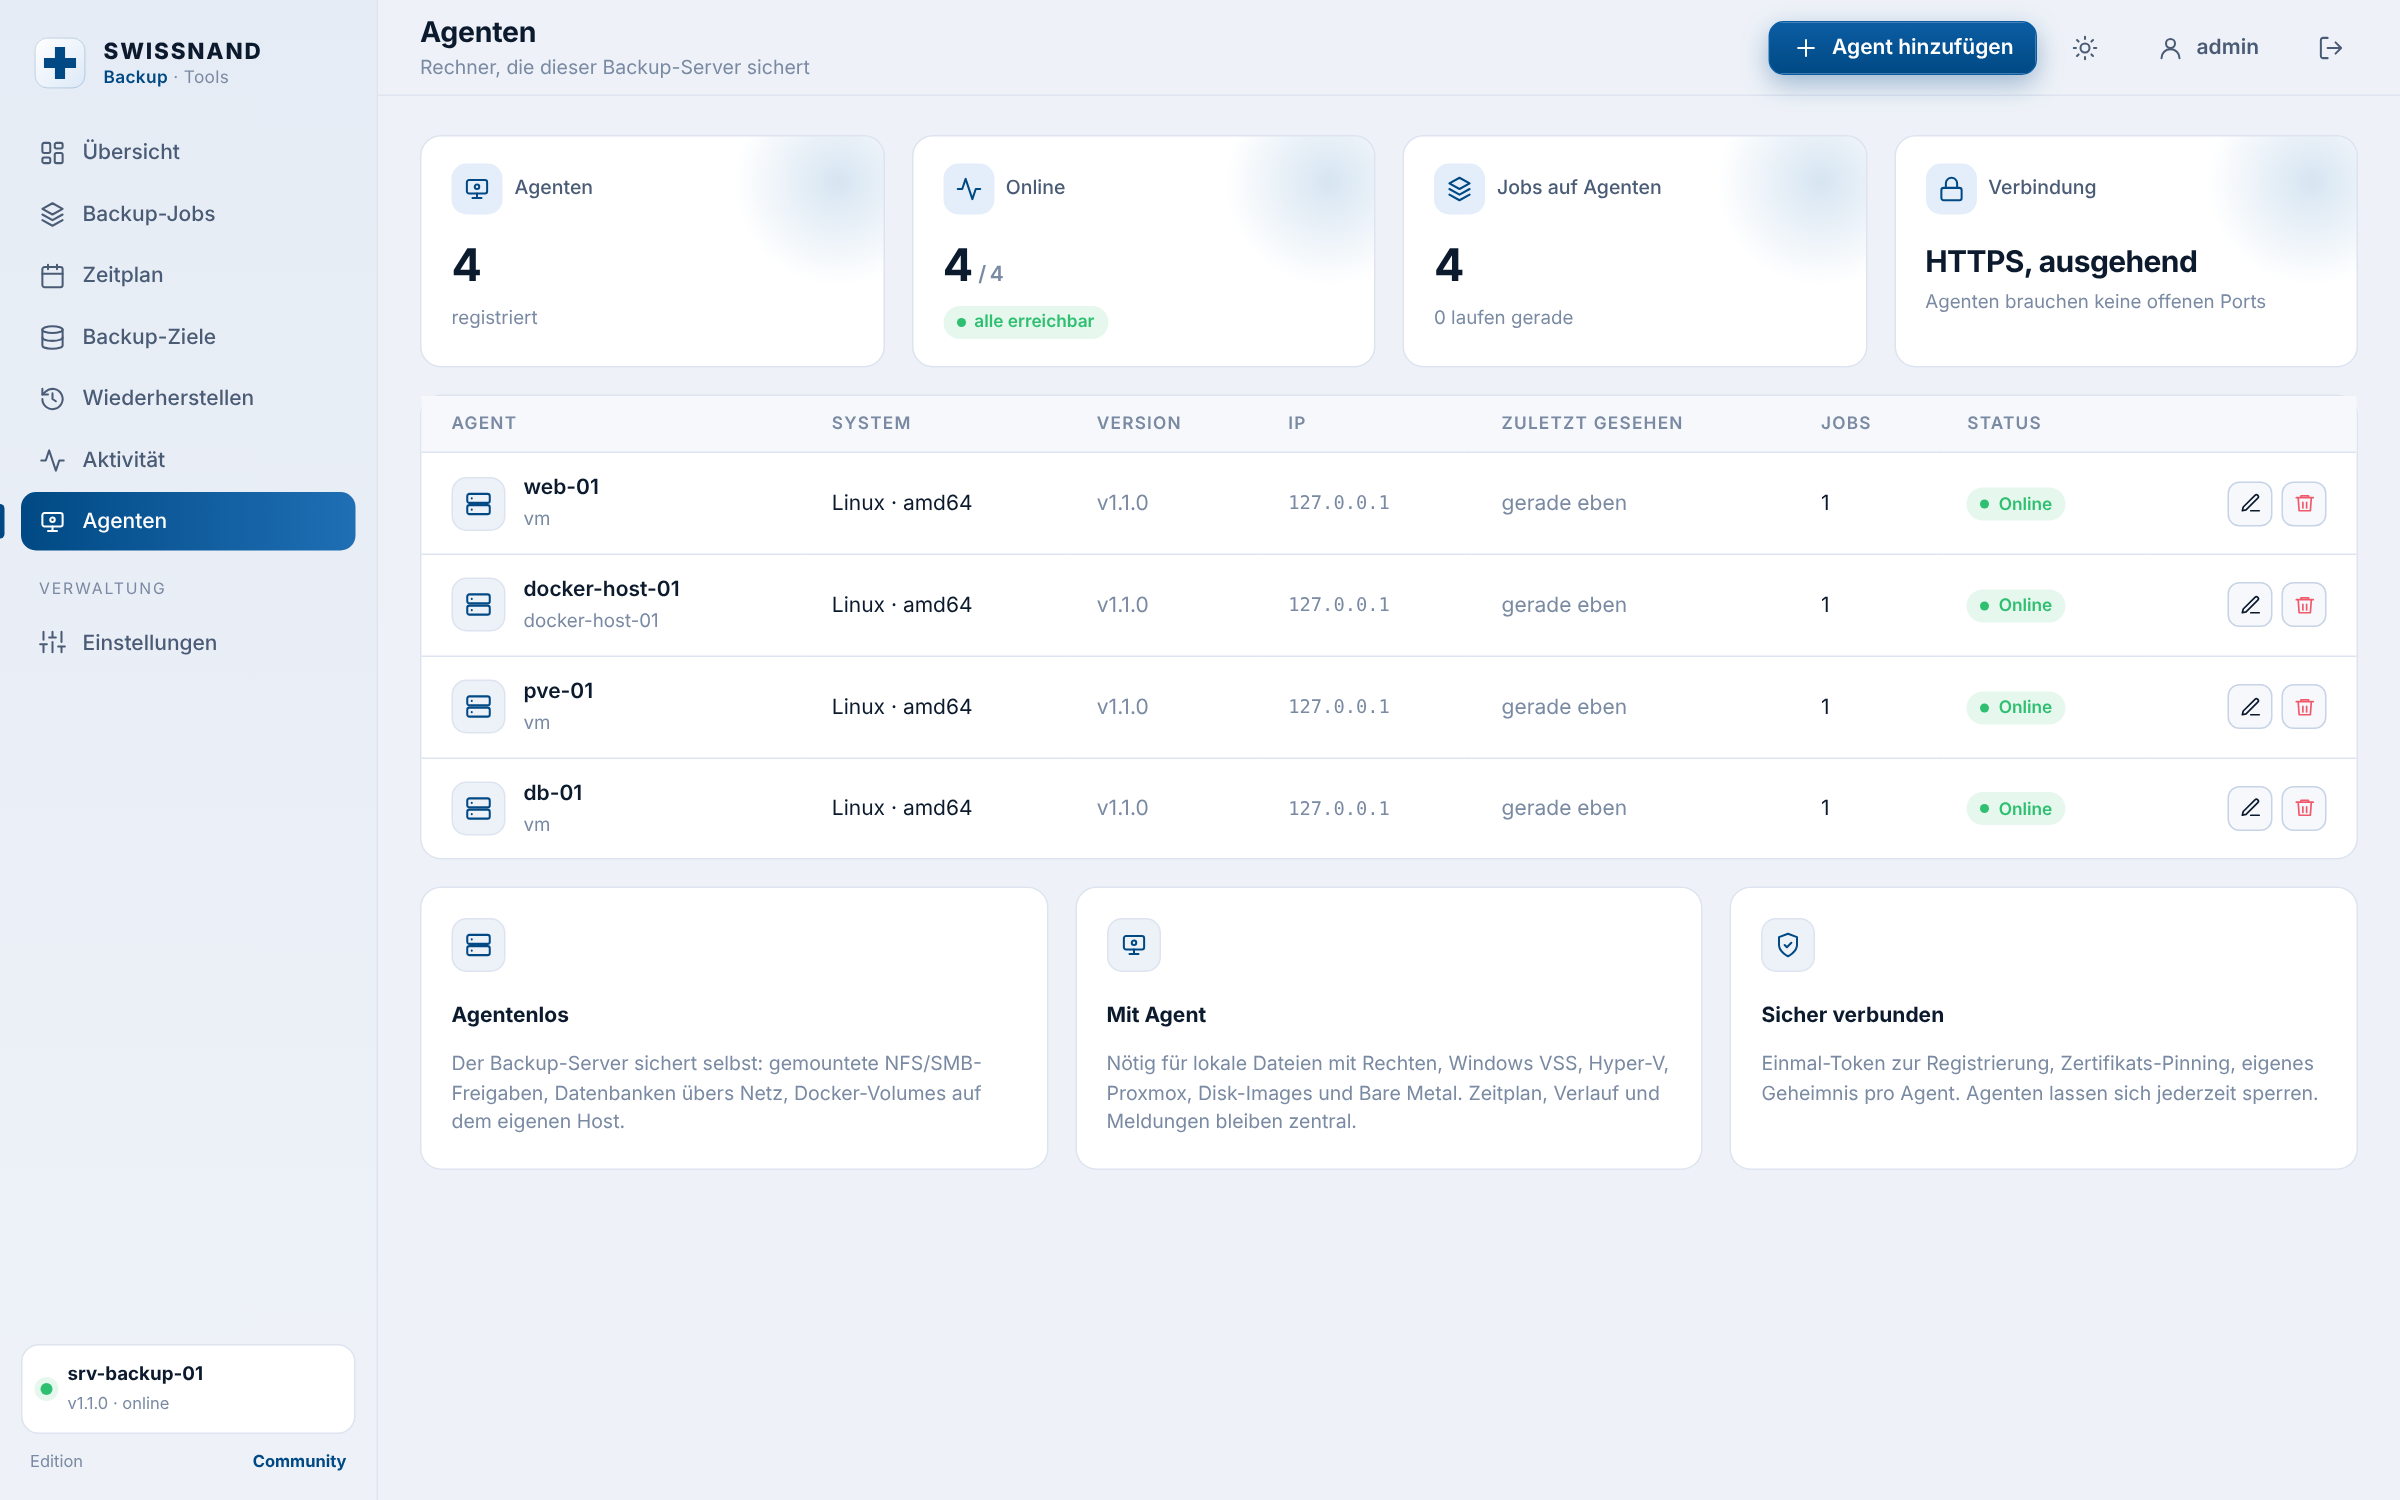 SWISSNAND
Backup · Tools
Übersicht
Backup-Jobs
Zeitplan
Backup-Ziele
Wiederherstellen
Aktivität
Agenten
VERWALTUNG
Einstellungen
srv-backup-01
v1.1.0 · online
Edition Community
Agenten
Rechner, die dieser Backup-Server sichert
Agent hinzufügen
admin
Agenten
4
registriert
Online
4 / 4
alle erreichbar
Jobs auf Agenten
4
0 laufen gerade
Verbindung
HTTPS, ausgehend
Agenten brauchen keine offenen Ports
AGENT SYSTEM VERSION IP ZULETZT GESEHEN JOBS STATUS
web-01
vm
Linux · amd64 v1.1.0 127.0.0.1 gerade eben 1 Online
docker-host-01
docker-host-01
Linux · amd64 v1.1.0 127.0.0.1 gerade eben 1 Online
pve-01
vm
Linux · amd64 v1.1.0 127.0.0.1 gerade eben 1 Online
db-01
vm
Linux · amd64 v1.1.0 127.0.0.1 gerade eben 1 Online
Agentenlos
Der Backup-Server sichert selbst: gemountete NFS/SMB-
Freigaben, Datenbanken übers Netz, Docker-Volumes auf
dem eigenen Host.
Mit Agent
Nötig für lokale Dateien mit Rechten, Windows VSS, Hyper-V,
Proxmox, Disk-Images und Bare Metal. Zeitplan, Verlauf und
Meldungen bleiben zentral.
Sicher verbunden
Einmal-Token zur Registrierung, Zertifikats-Pinning, eigenes
Geheimnis pro Agent. Agenten lassen sich jederzeit sperren.